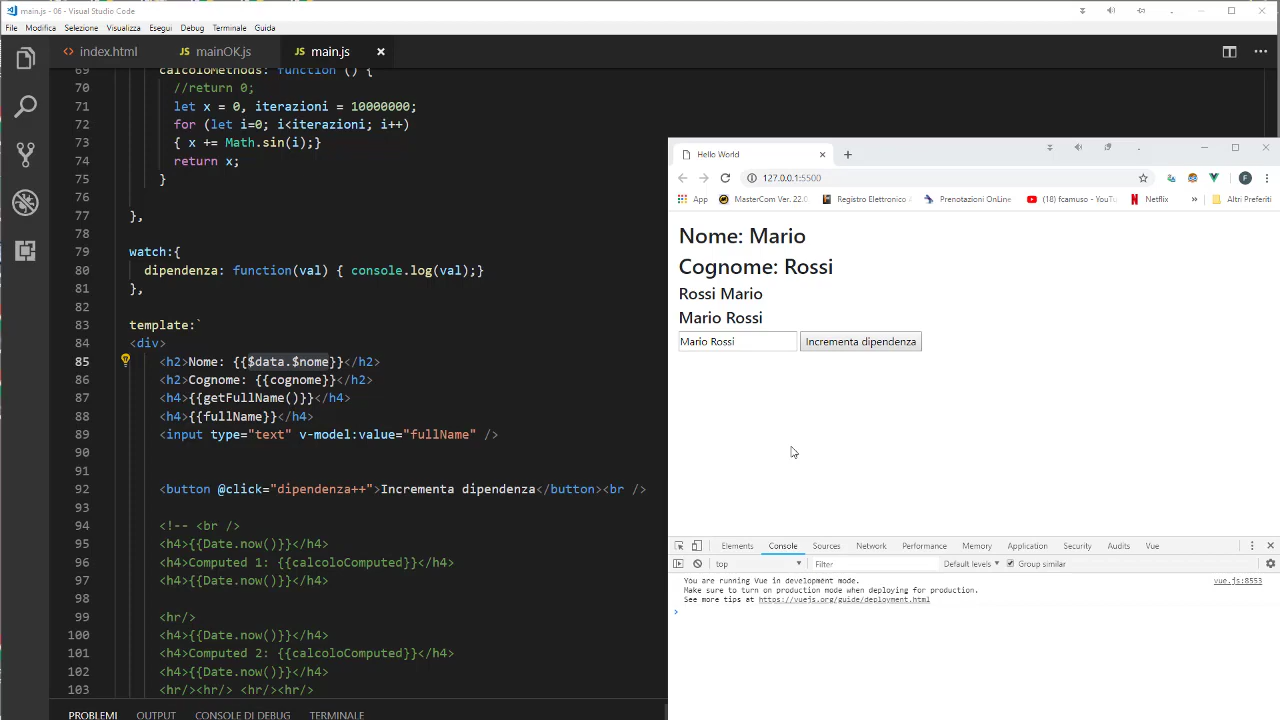 main.js - 06 - Visual Studio Code
File Modifica Selezione Visualizza Esegui Debug Terminale Guida
index.html
JS mainOK.js
JS main.js
69 calcoloMethods: function () {
70 //return 0;
71 let x = 0, iterazioni = 10000000;
72 for (let i=0; i<iterazioni; i++)
73 { x += Math.sin(i);}
74 return x;
75 }
76
77 },
78
79 watch:{
80 dipendenza: function(val) { console.log(val);}
81 },
82
83 template:`
84 <div>
85 <h2>Nome: {{$data.$nome}}</h2>
86 <h2>Cognome: {{cognome}}</h2>
87 <h4>{{getFullName()}}</h4>
88 <h4>{{fullName}}</h4>
89 <input type="text" v-model:value="fullName" />
90
91
92 <button @click="dipendenza++">Incrementa dipendenza</button><br />
93
94 <!-- <br />
95 <h4>{{Date.now()}}</h4>
96 <h4>Computed 1: {{calcoloComputed}}</h4>
97 <h4>{{Date.now()}}</h4>
98
99 <hr/>
100 <h4>{{Date.now()}}</h4>
101 <h4>Computed 2: {{calcoloComputed}}</h4>
102 <h4>{{Date.now()}}</h4>
103 <hr/><hr/> <hr/><hr/>
PROBLEMI OUTPUT CONSOLE DI DEBUG TERMINALE
Hello World
127.0.0.1:5500
F
App MasterCom Ver. 22.0. Registro Elettronico Prenotazioni OnLine (18) fcamuso - YouTu Netflix » Altri Preferiti
Nome: Mario
Cognome: Rossi
Rossi Mario
Mario Rossi
Mario Rossi Incrementa dipendenza
Elements Console Sources Network Performance Memory Application Security Audits Vue
top Filter Default levels Group similar
You are running Vue in development mode. vue.js:8553
Make sure to turn on production mode when deploying for production.
See more tips at https://vuejs.org/guide/deployment.html